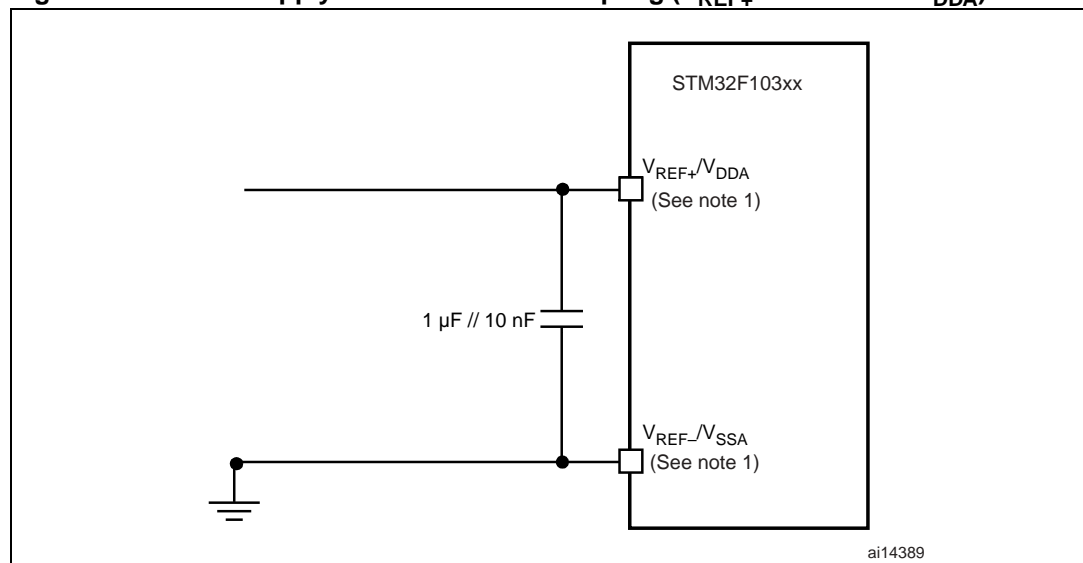 STM32F103xx
VREF+/VDDA
(See note 1)
1 µF // 10 nF
VREF–/VSSA
(See note 1)
ai14389